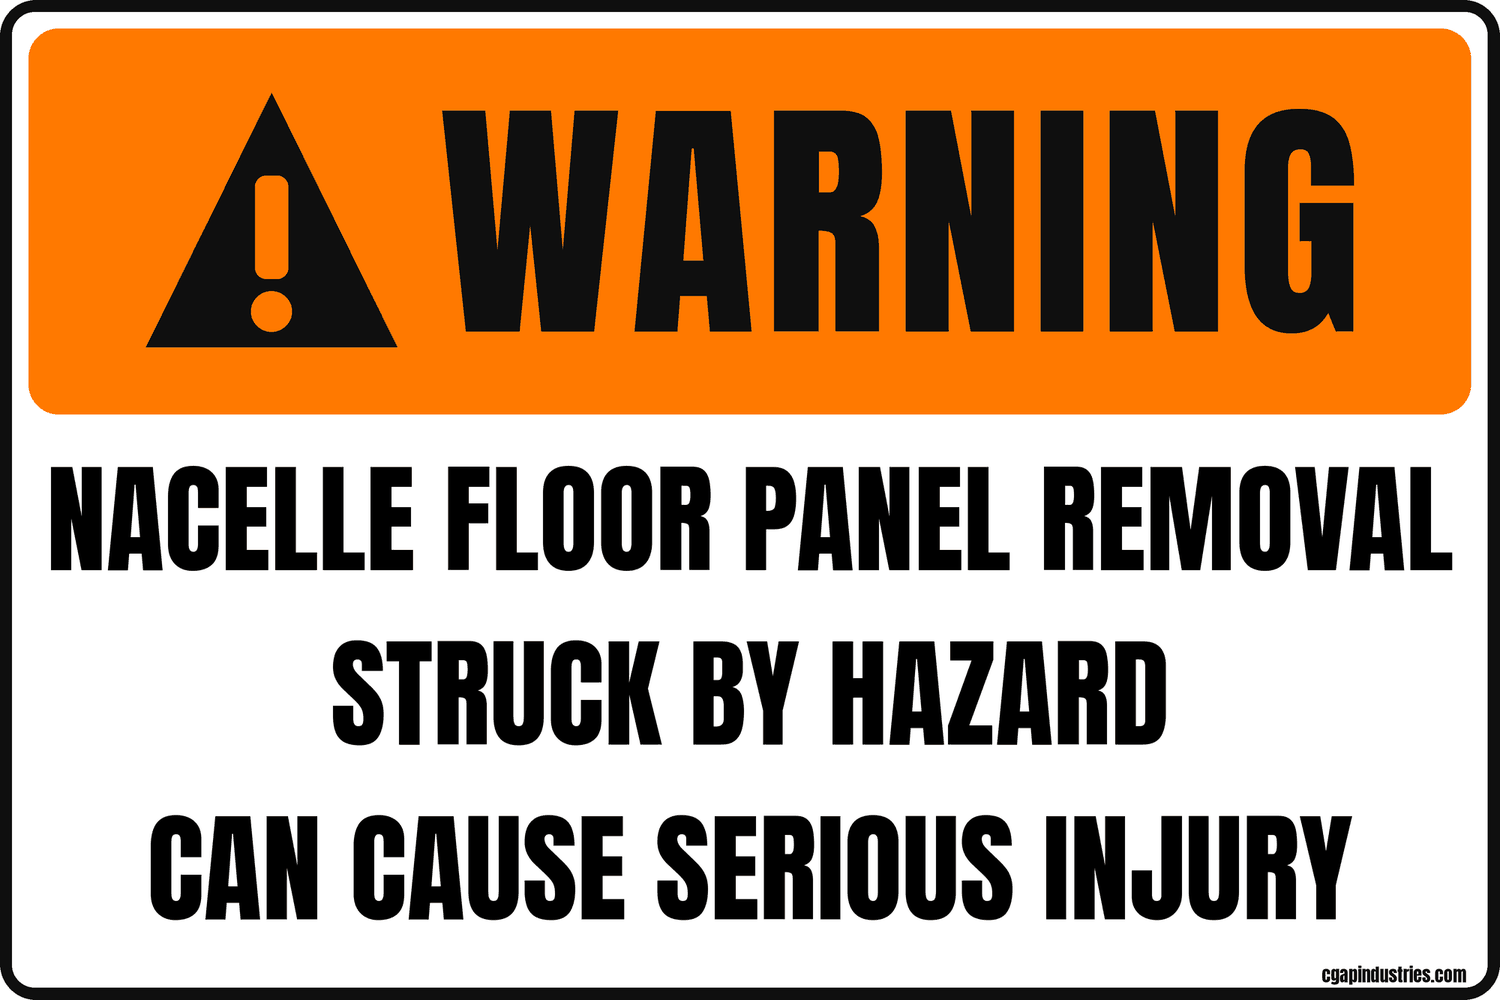 WARNING
NACELLE FLOOR PANEL REMOVAL
STRUCK BY HAZARD
CAN CAUSE SERIOUS INJURY
cgapindustries.com